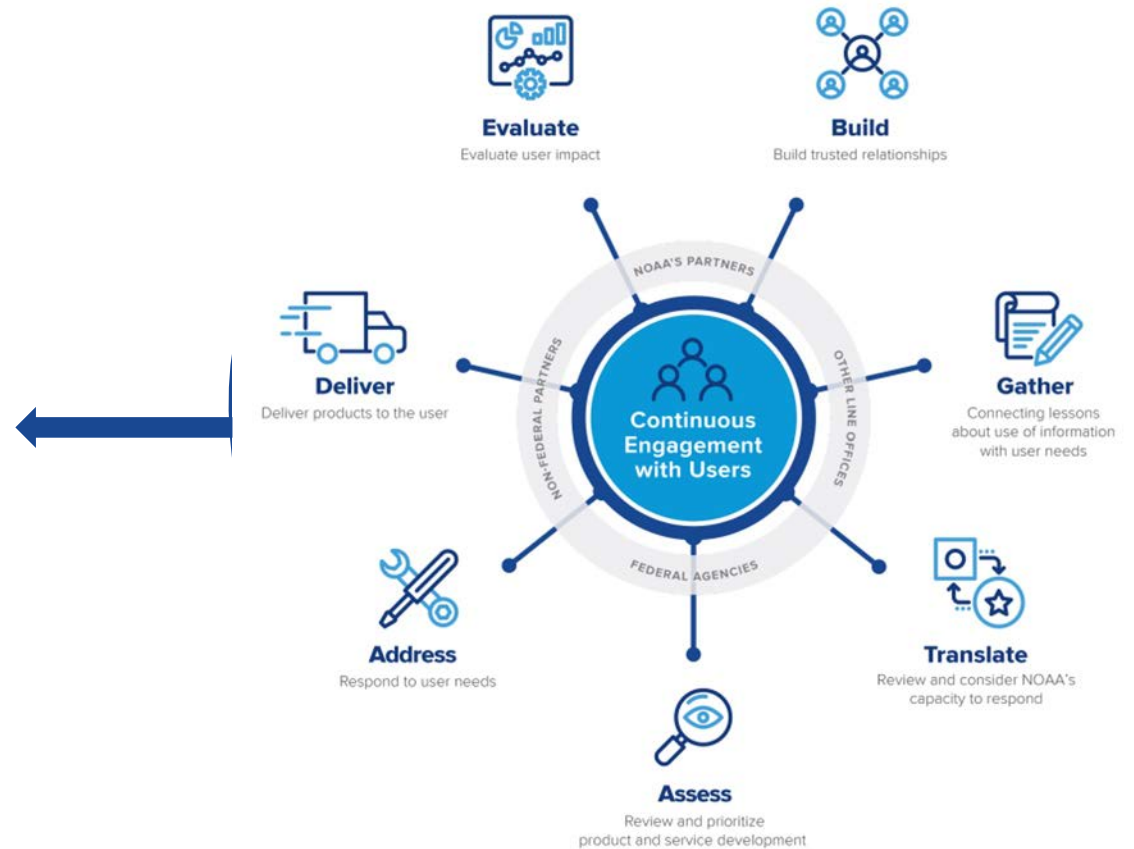 Evaluate
Evaluate user impact
Build
Build trusted relationships
NOAA'S PARTNERS
OTHER LINE OFFICES
FEDERAL AGENCIES
NON-FEDERAL PARTNERS
Continuous
Engagement
with Users
Gather
Connecting lessons
about use of information
with user needs
Translate
Review and consider NOAA's
capacity to respond
Assess
Review and prioritize
product and service development
Address
Respond to user needs
Deliver
Deliver products to the user